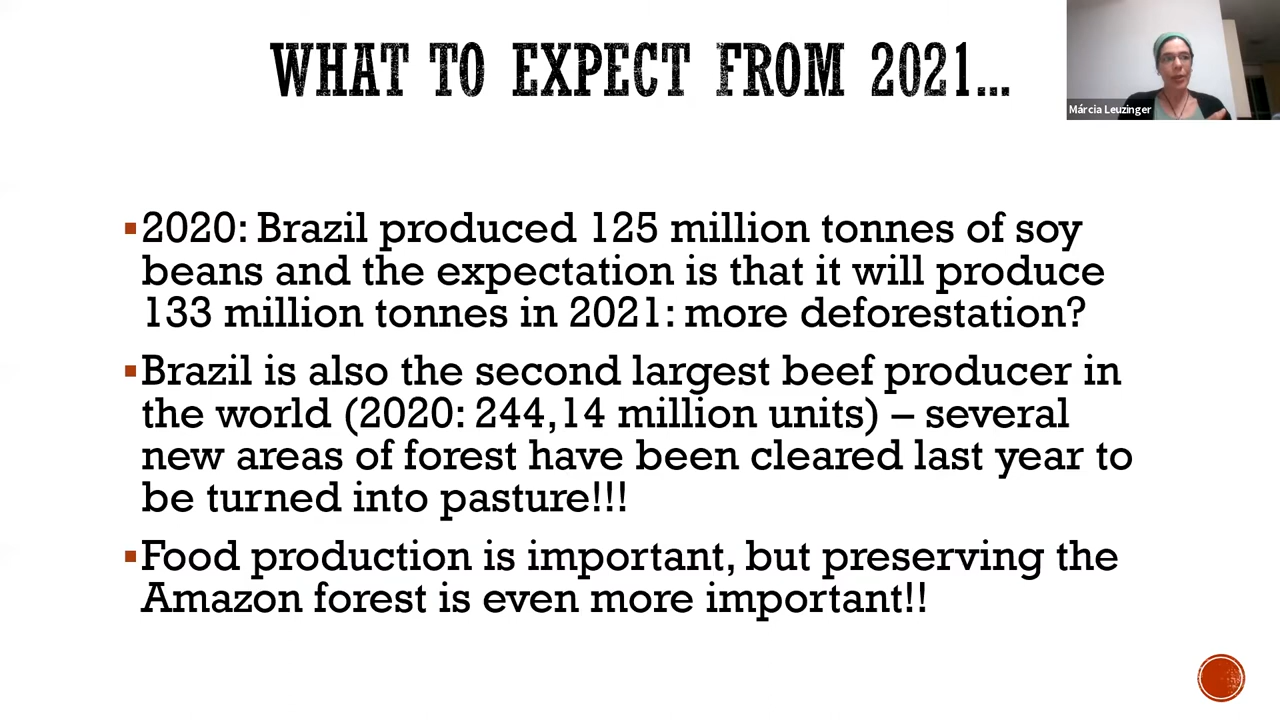 WHAT TO EXPECT FROM 2021...
Márcia Leuzinger
▪2020: Brazil produced 125 million tonnes of soy
beans and the expectation is that it will produce
133 million tonnes in 2021: more deforestation?
▪Brazil is also the second largest beef producer in
the world (2020: 244,14 million units) – several
new areas of forest have been cleared last year to
be turned into pasture!!!
▪Food production is important, but preserving the
Amazon forest is even more important!!